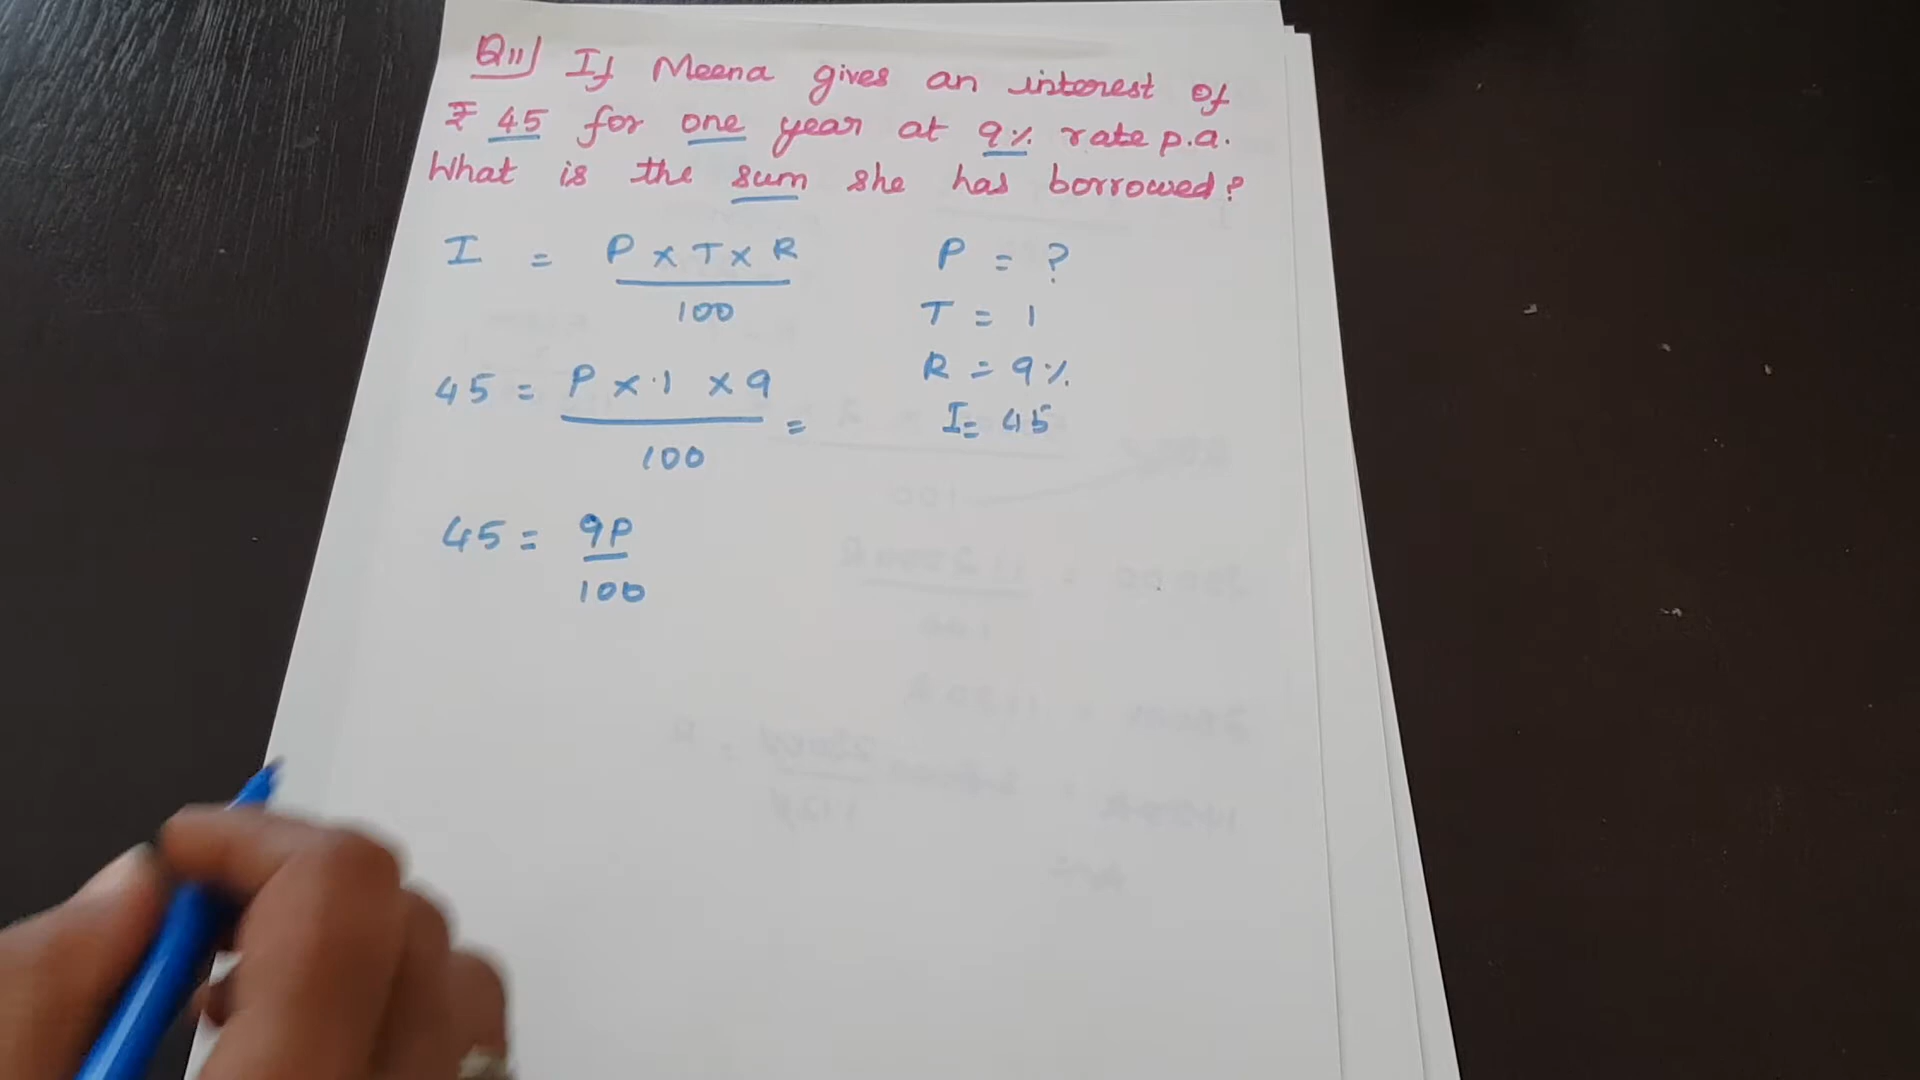 Q11) If Meena gives an interest of
₹ 45 for one year at 9% rate p.a.
What is the sum she has borrowed?
I = P x T x R
100
P = ?
T = 1
R = 9%
I = 45
45 = P x 1 x 9 =
100
45 = 9P
100